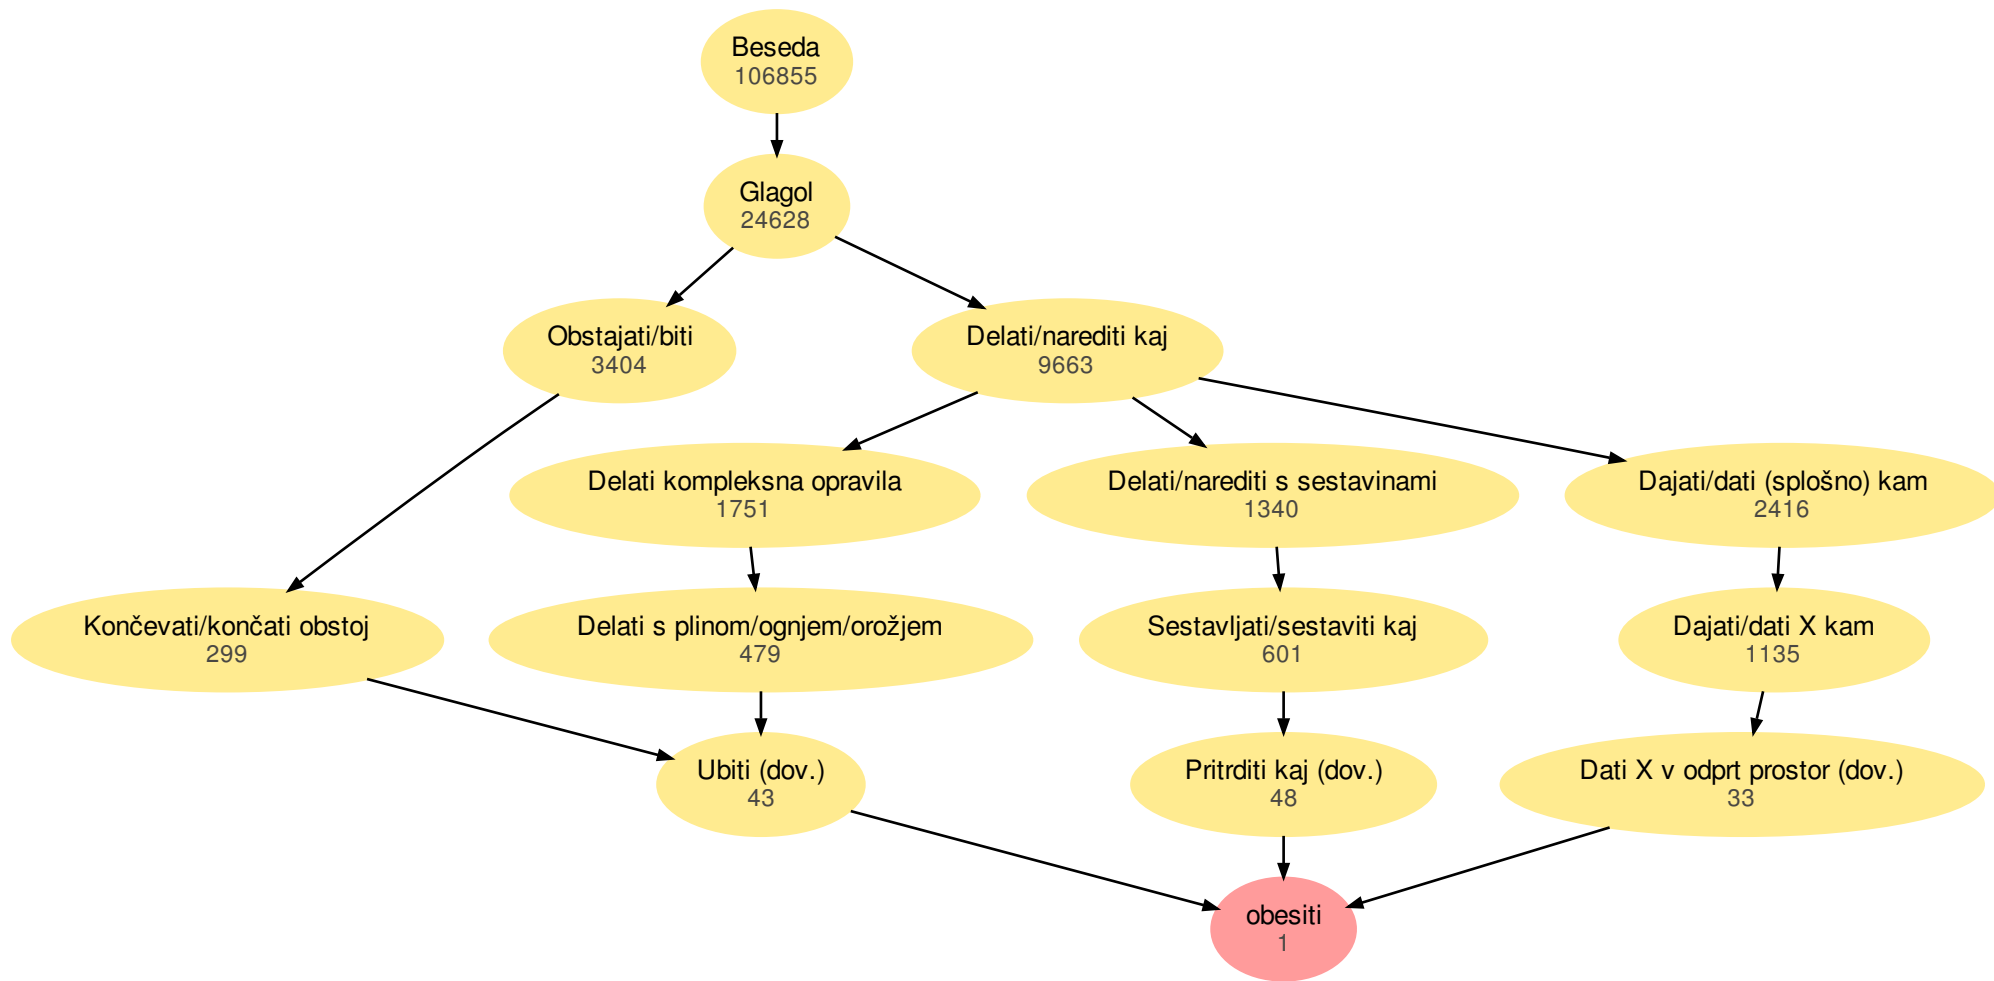 Beseda
106855
Glagol
24628
Obstajati/biti
3404
Delati/narediti kaj
9663
Delati kompleksna opravila
1751
Delati/narediti s sestavinami
1340
Dajati/dati (splošno) kam
2416
Končevati/končati obstoj
299
Delati s plinom/ognjem/orožjem
479
Sestavljati/sestaviti kaj
601
Dajati/dati X kam
1135
Ubiti (dov.)
43
Pritrditi kaj (dov.)
48
Dati X v odprt prostor (dov.)
33
obesiti
1